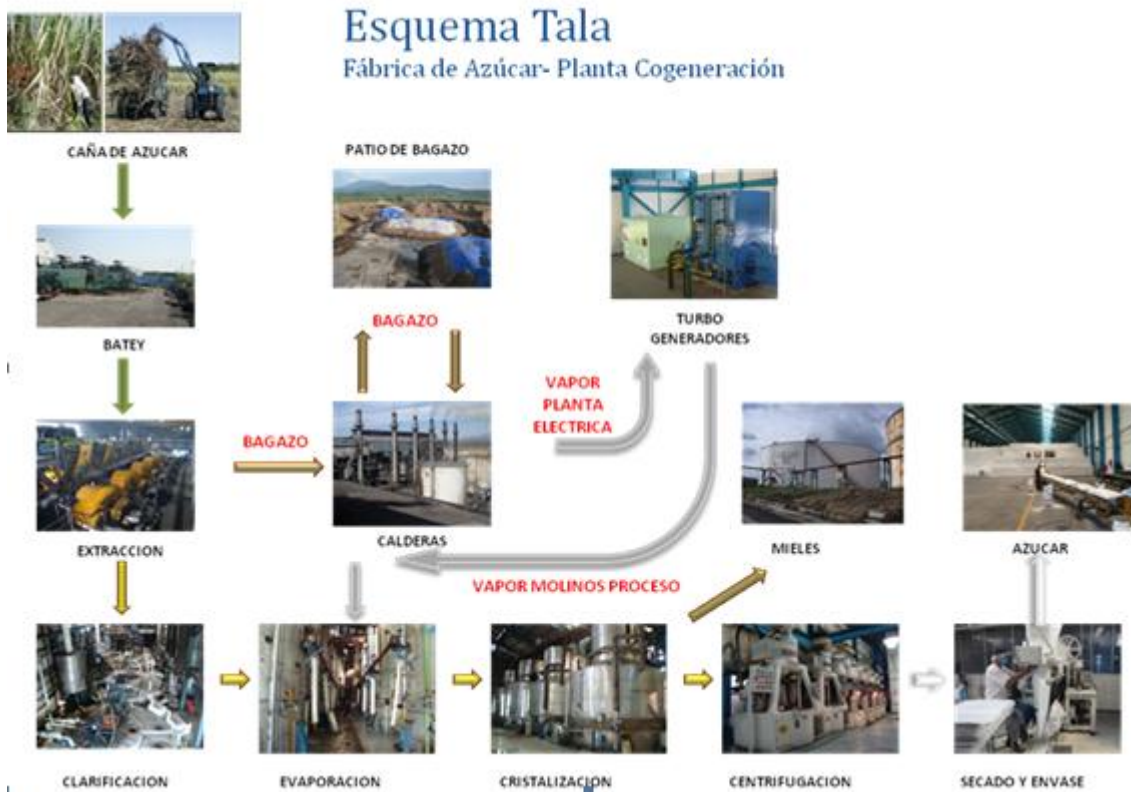 Esquema Tala
Fábrica de Azúcar- Planta Cogeneración
CAÑA DE AZUCAR
PATIO DE BAGAZO
BATEY
BAGAZO
TURBO
GENERADORES
VAPOR
PLANTA
ELECTRICA
BAGAZO
EXTRACCION
CALDERAS
MIELES
AZUCAR
VAPOR MOLINOS PROCESO
CLARIFICACION
EVAPORACION
CRISTALIZACION
CENTRIFUGACION
SECADO Y ENVASE